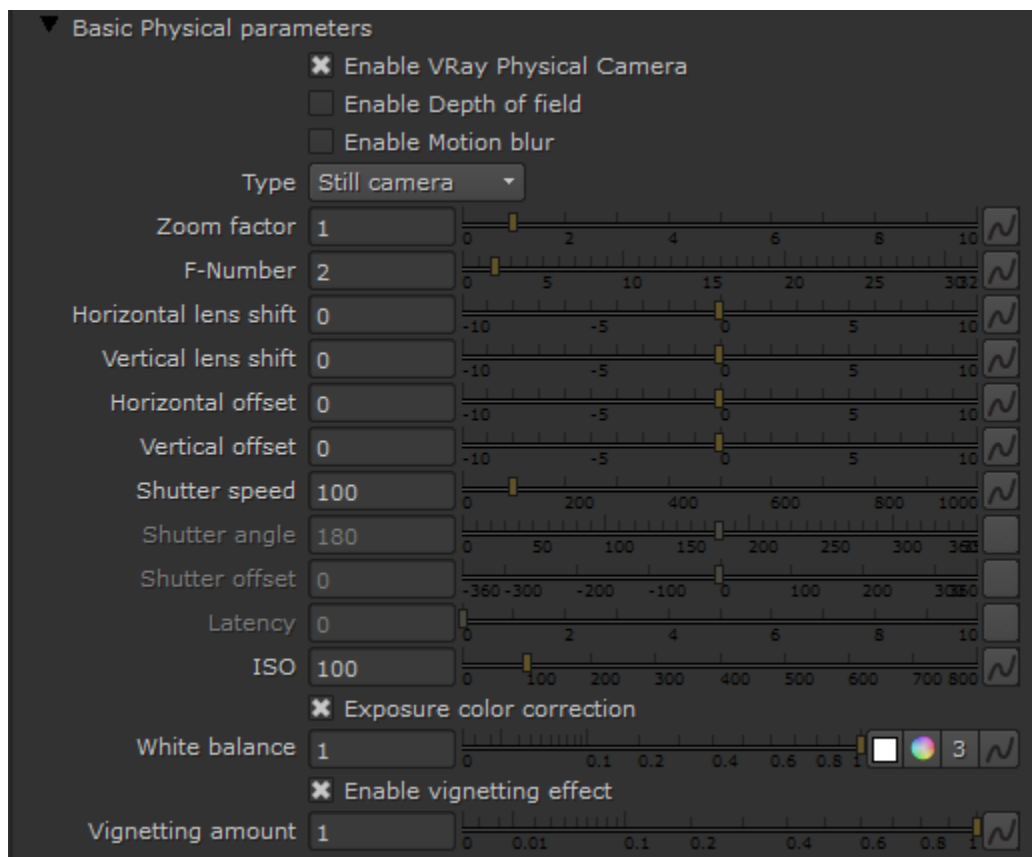 Basic Physical parameters
Enable VRay Physical Camera
Enable Depth of field
Enable Motion blur
Type Still camera
Zoom factor 1
0 2 4 6 8 10
F-Number 2
0 5 10 15 20 25 30 32
Horizontal lens shift 0
-10 -5 0 5 10
Vertical lens shift 0
-10 -5 0 5 10
Horizontal offset 0
-10 -5 0 5 10
Vertical offset 0
-10 -5 0 5 10
Shutter speed 100
0 200 400 600 800 1000
Shutter angle 180
0 50 100 150 200 250 300
Shutter offset 0
-360 -300 -200 -100 0 100 200 300 360
Latency 0
0 2 4 6 8 10
ISO 100
0 100 200 300 400 500 600 700 800
Exposure color correction
White balance 1
0 0.1 0.2 0.4 0.6 0.8 1 3
Enable vignetting effect
Vignetting amount 1
0 0.01 0.1 0.2 0.4 0.6 0.8 1